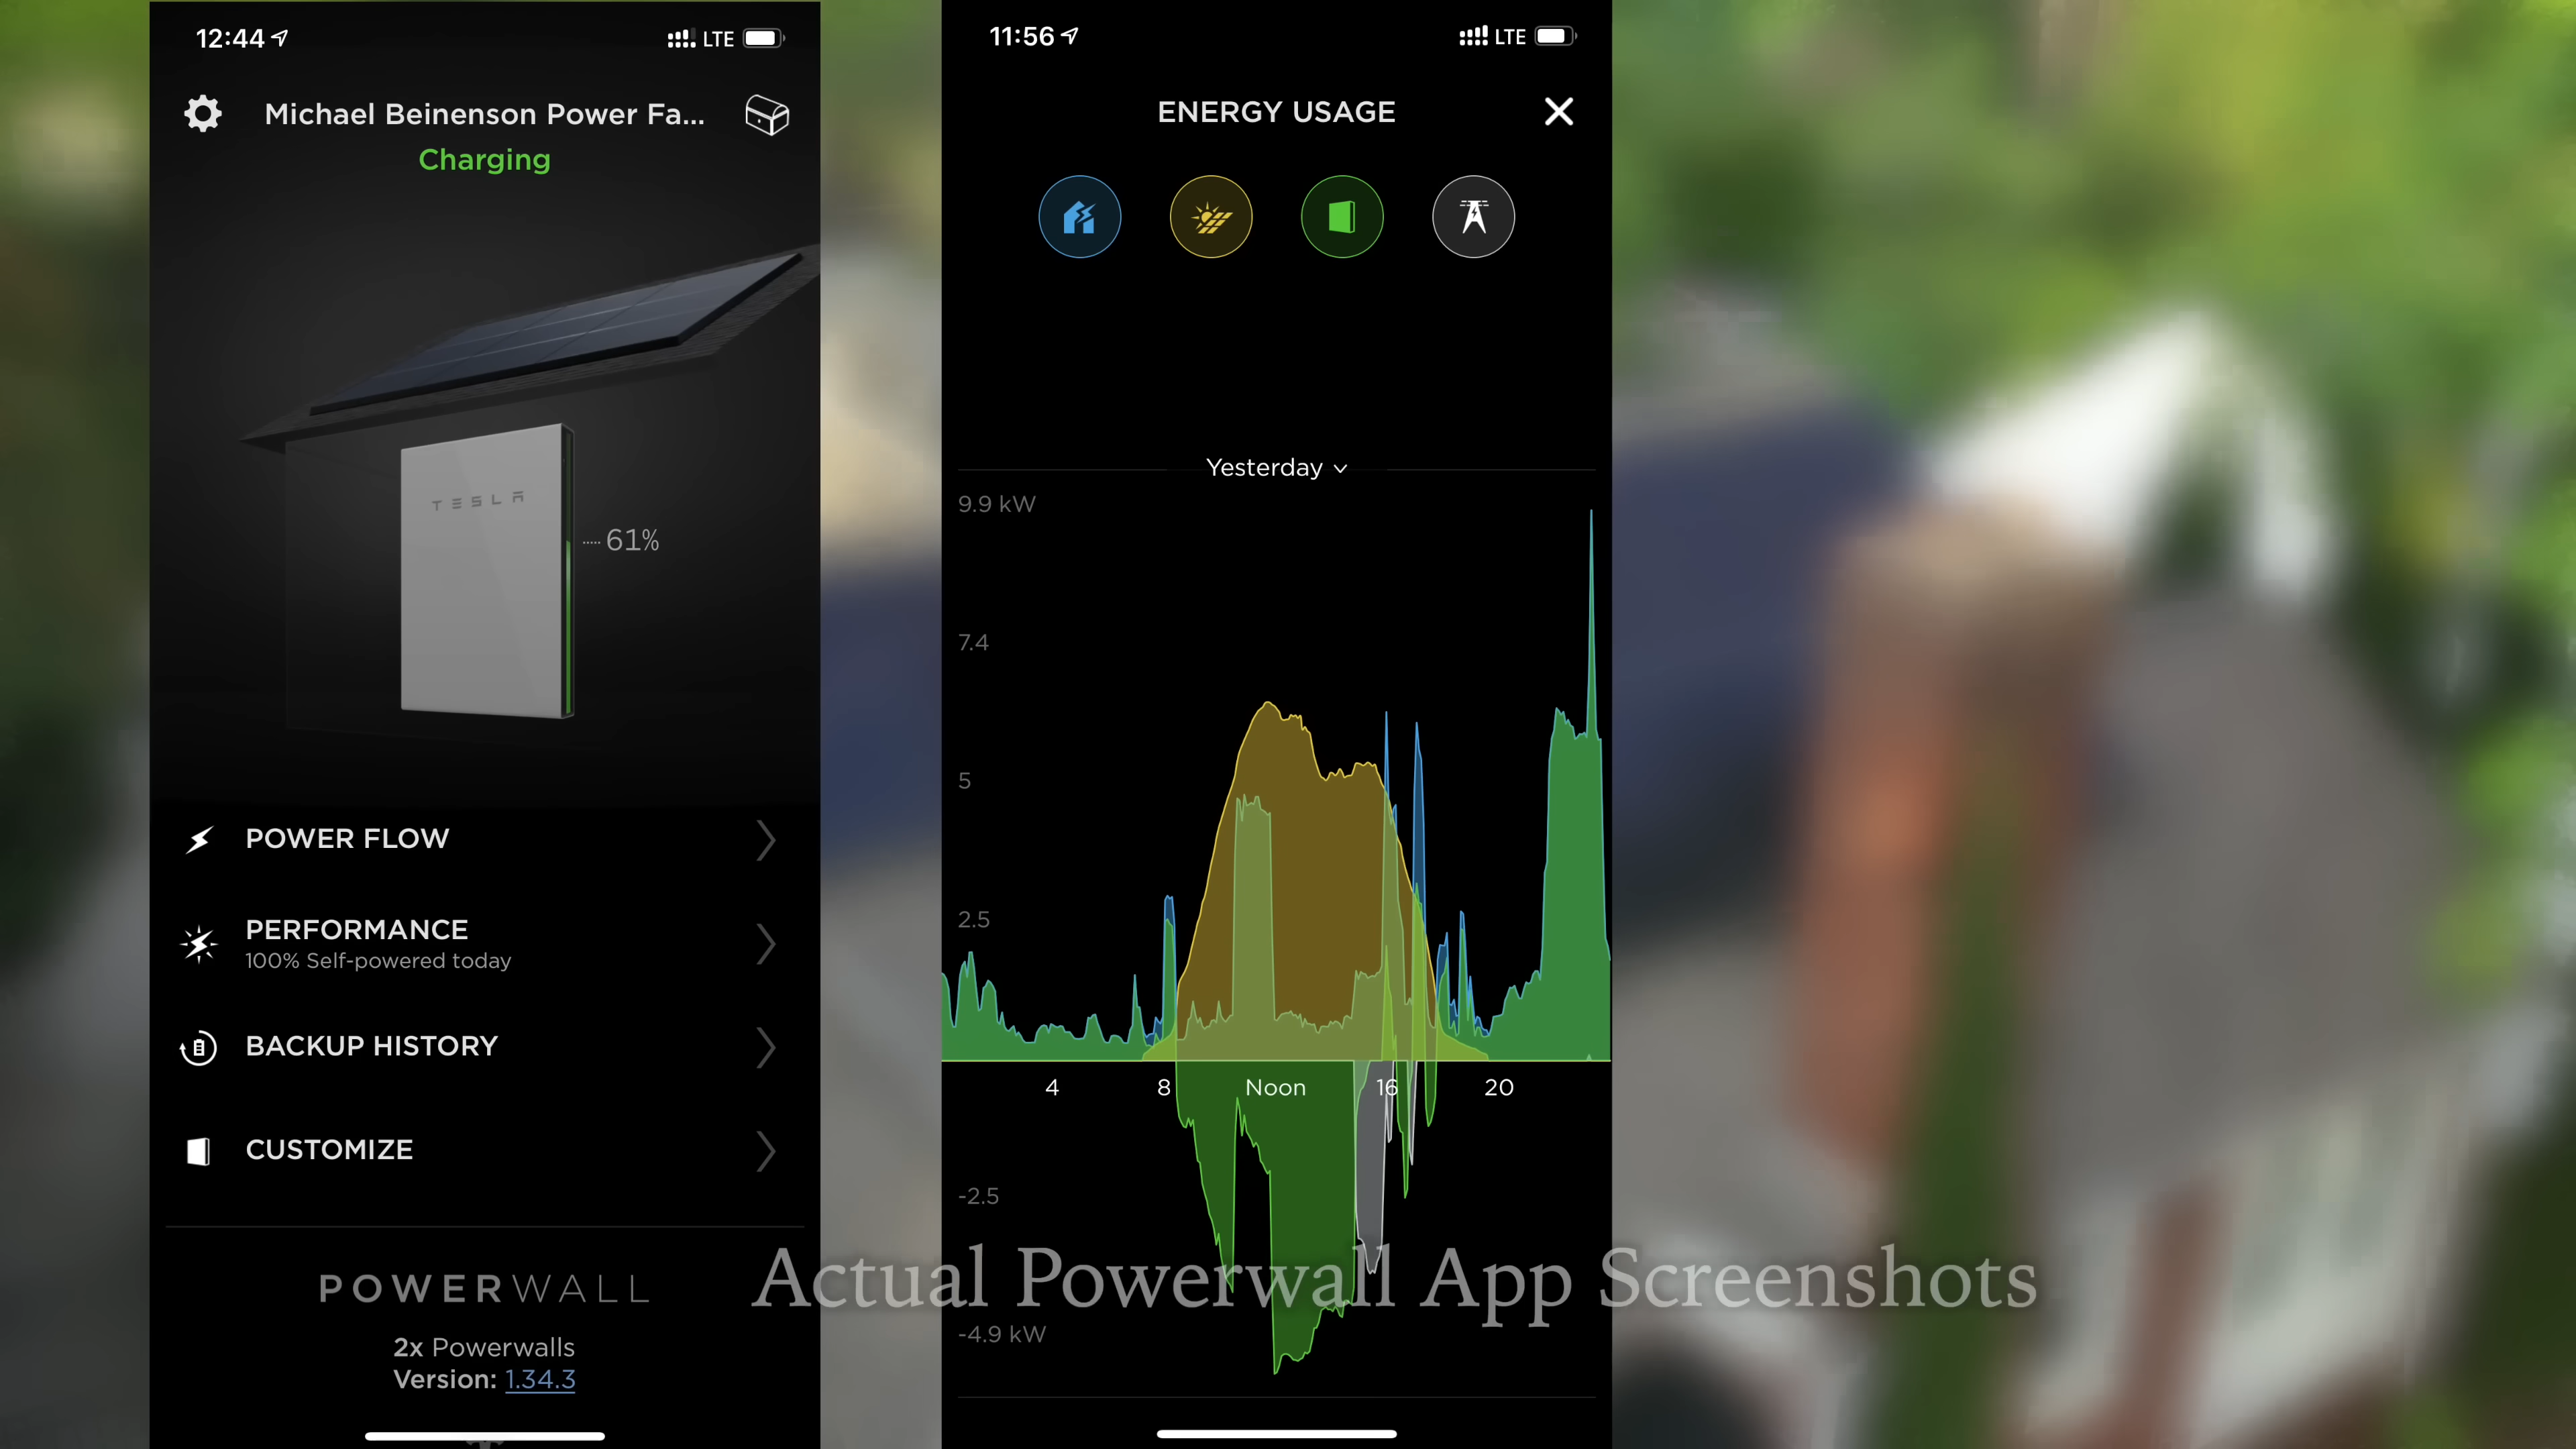 12:44
LTE
Michael Beinenson Power Fa...
Charging
TESLA
61%
POWER FLOW
PERFORMANCE
100% Self-powered today
BACKUP HISTORY
CUSTOMIZE
POWERWALL
2x Powerwalls
Version: 1.34.3
11:56
LTE
ENERGY USAGE
Yesterday
9.9 kW
7.4
5
2.5
4 8 Noon 16 20
-2.5
-4.9 kW
Actual Powerwall App Screenshots